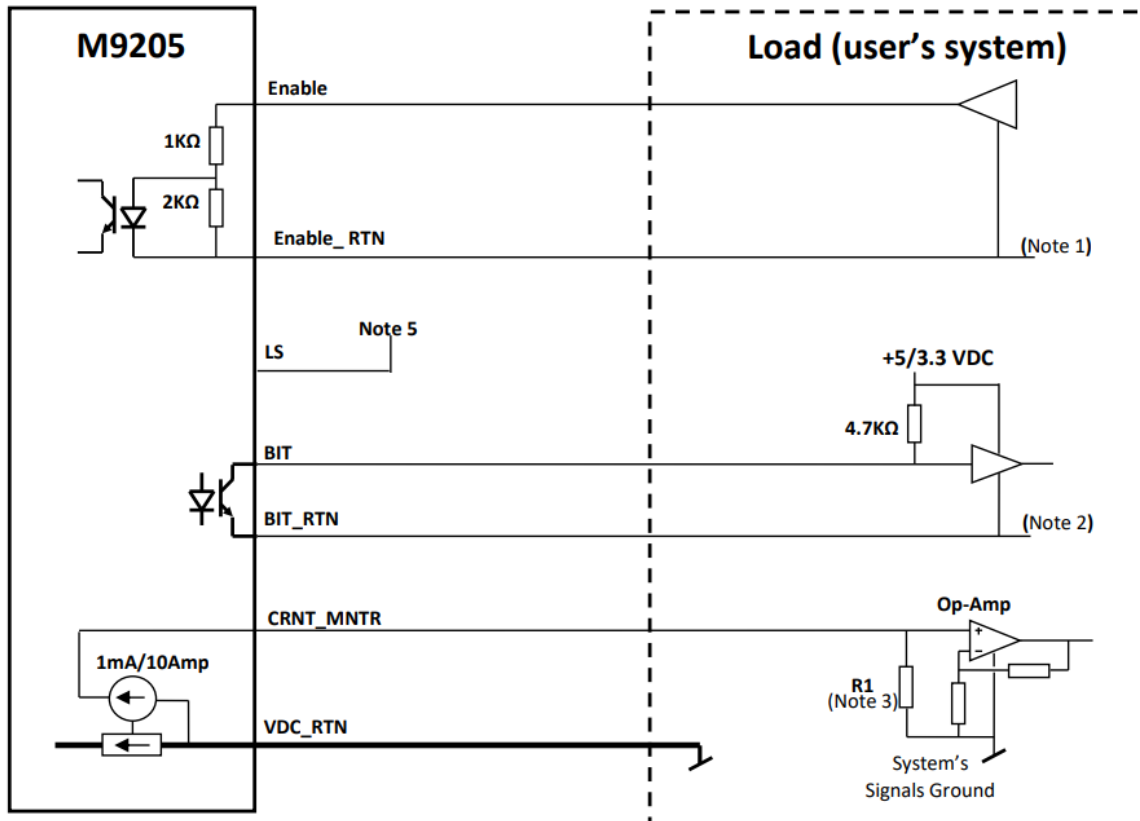 M9205
Load (user's system)
Enable
1KΩ
2KΩ
Enable_ RTN
(Note 1)
Note 5
LS
+5/3.3 VDC
4.7KΩ
BIT
BIT_RTN
(Note 2)
CRNT_MNTR
Op-Amp
+
−
1mA/10Amp
R1
(Note 3)
VDC_RTN
System's
Signals Ground